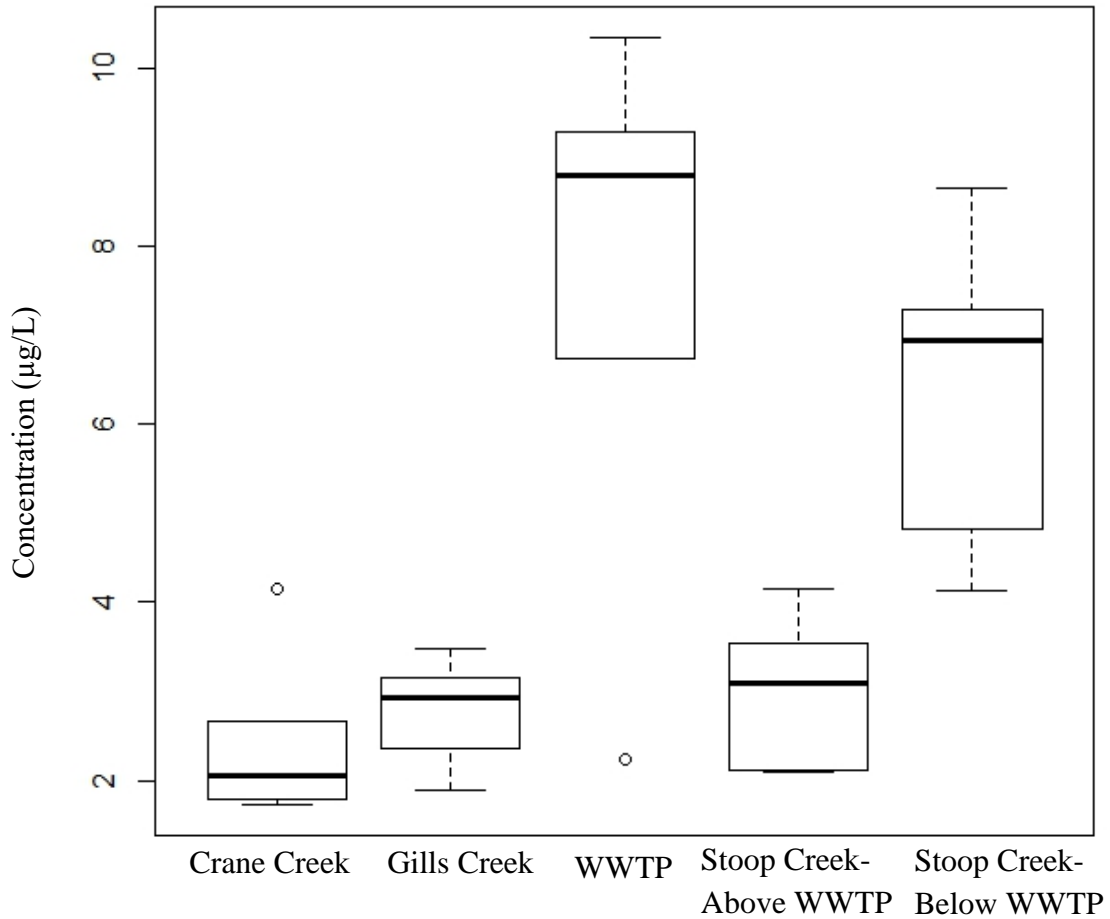 10
8
6
4
2
Concentration (µg/L)
Crane Creek
Gills Creek
WWTP
Stoop Creek-
Above WWTP
Stoop Creek-
Below WWTP